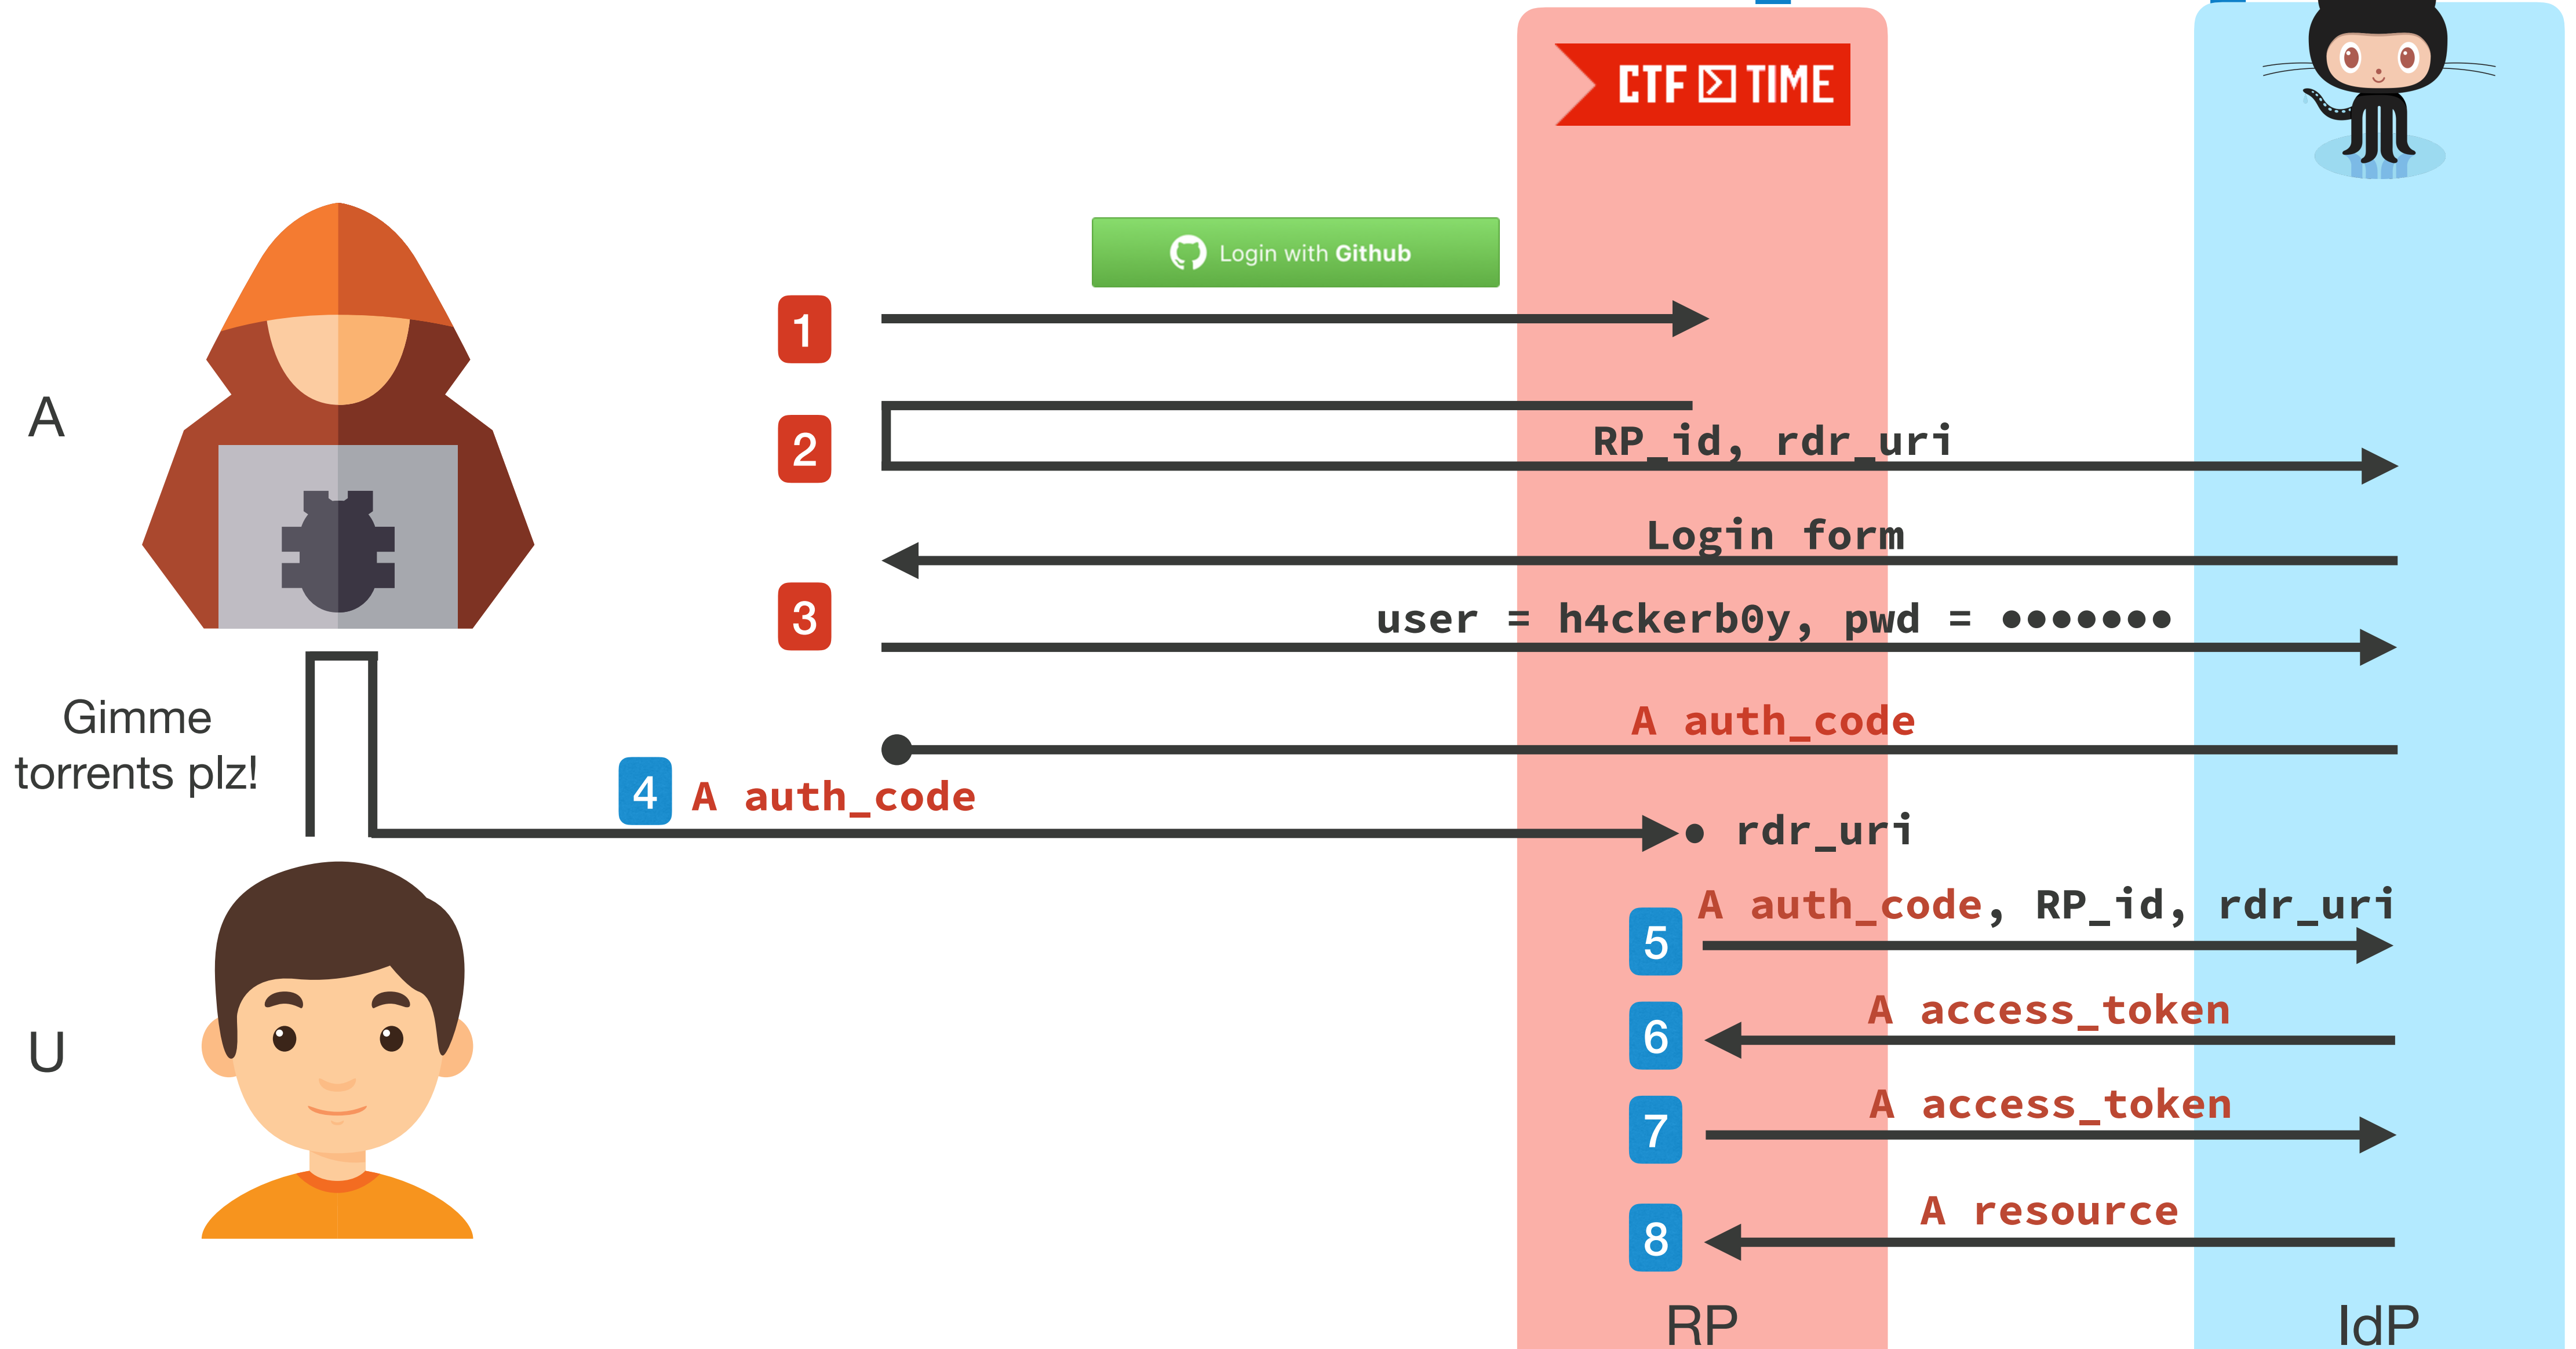 CTF TIME
Login with Github
1
A
2
RP_id, rdr_uri
Login form
3
user = h4ckerb0y, pwd = •••••••
Gimme
torrents plz!
A auth_code
4 A auth_code
• rdr_uri
A auth_code, RP_id, rdr_uri
5
A access_token
6
U
A access_token
7
A resource
8
RP
IdP